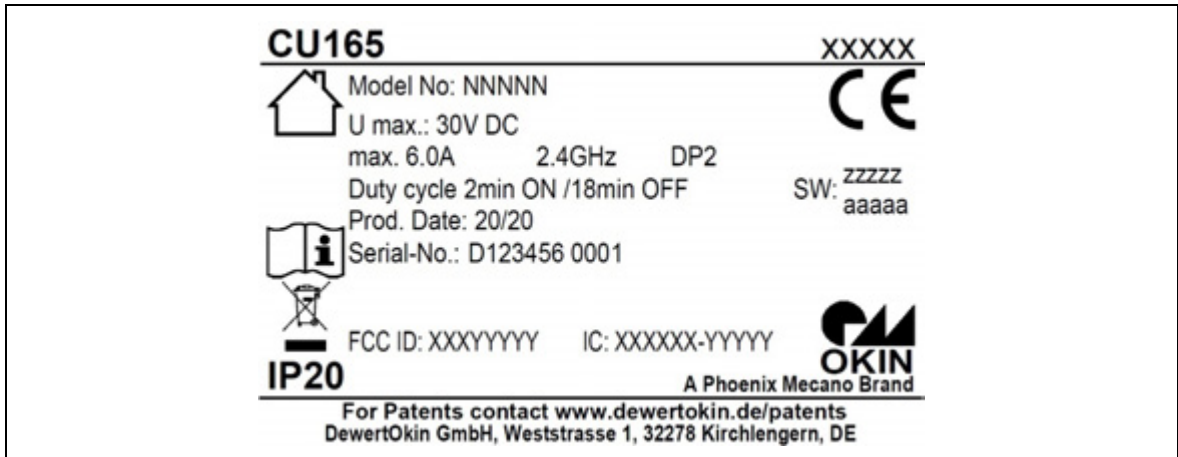 CU165 XXXXX
Model No: NNNNN
CE
U max.: 30V DC
max. 6.0A 2.4GHz DP2
Duty cycle 2min ON /18min OFF
SW: zzzzz
aaaaa
Prod. Date: 20/20
i
Serial-No.: D123456 0001
FCC ID: XXXYYYYY IC: XXXXXX-YYYYY
OKIN
IP20
A Phoenix Mecano Brand
For Patents contact www.dewertokin.de/patents
DewertOkin GmbH, Weststrasse 1, 32278 Kirchlengern, DE